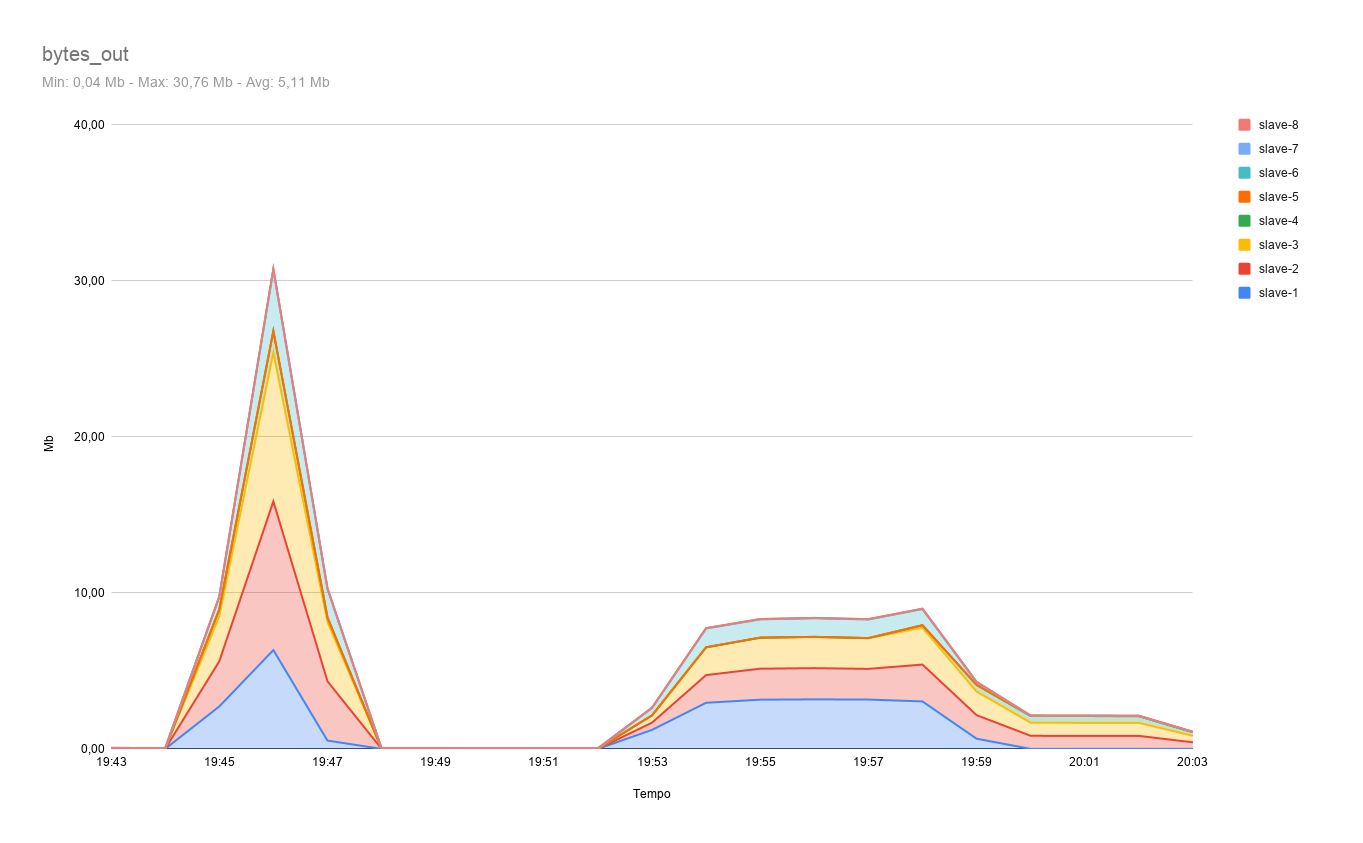 bytes_out
Min: 0,04 Mb - Max: 30,76 Mb - Avg: 5,11 Mb
40,00
30,00
20,00
10,00
0,00
Mb
19:43 19:45 19:47 19:49 19:51 19:53 19:55 19:57 19:59 20:01 20:03
Tempo
slave-8
slave-7
slave-6
slave-5
slave-4
slave-3
slave-2
slave-1